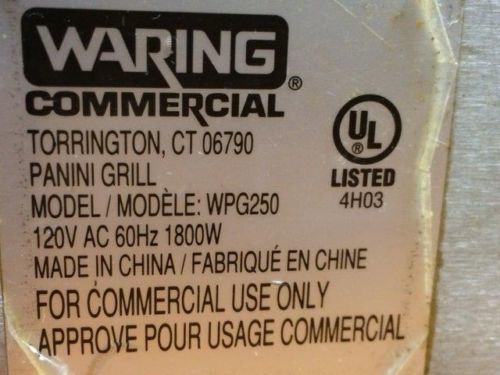 WARING®
COMMERCIAL
TORRINGTON, CT 06790
PANINI GRILL
MODEL / MODÈLE: WPG250
120V AC 60Hz 1800W
MADE IN CHINA / FABRIQUÉ EN CHINE
FOR COMMERCIAL USE ONLY
APPROVE POUR USAGE COMMERCIAL
UL®
LISTED
4H03